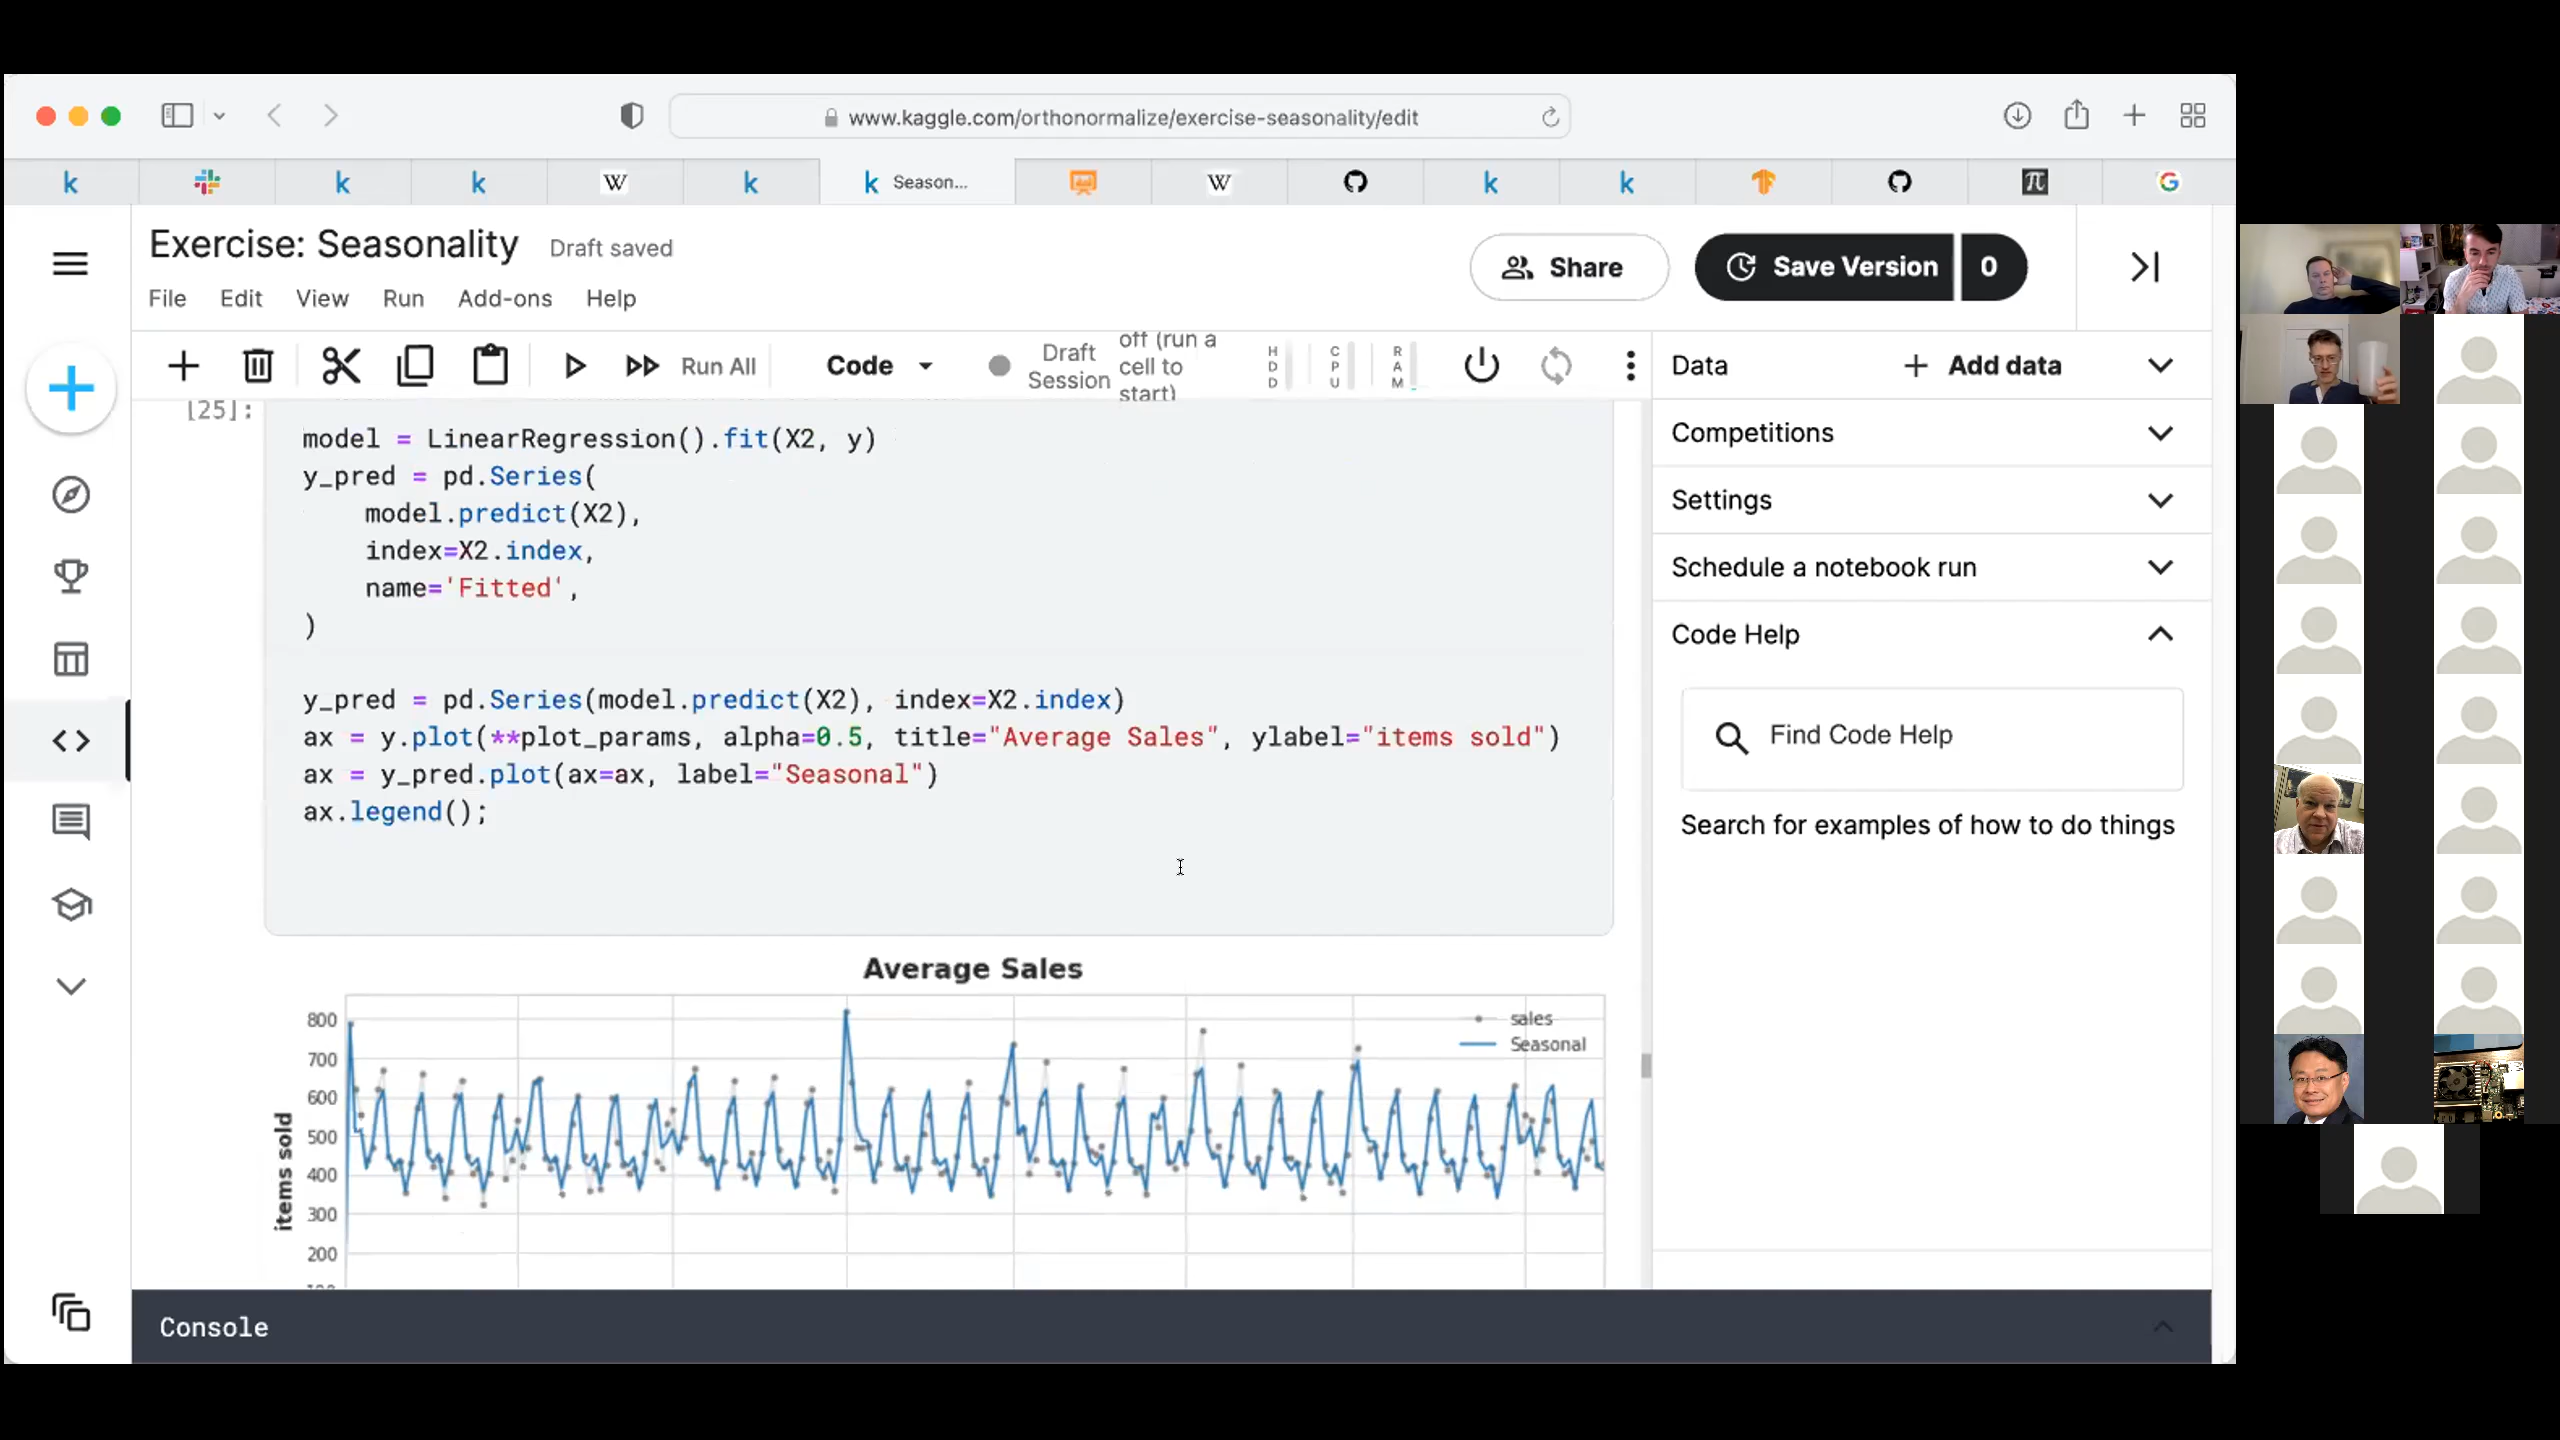 www.kaggle.com/orthonormalize/exercise-seasonality/edit
k k k W k k Season... W k k π G
Exercise: Seasonality Draft saved
Share Save Version 0
File Edit View Run Add-ons Help
Run All Code Draft Session off (run a cell to start) HDD CPU RAM
Data + Add data
Competitions
Settings
Schedule a notebook run
Code Help
Find Code Help
Search for examples of how to do things
[25]:
model = LinearRegression().fit(X2, y)
y_pred = pd.Series(
model.predict(X2),
index=X2.index,
name='Fitted',
)
y_pred = pd.Series(model.predict(X2), index=X2.index)
ax = y.plot(**plot_params, alpha=0.5, title="Average Sales", ylabel="items sold")
ax = y_pred.plot(ax=ax, label="Seasonal")
ax.legend();
Average Sales
sales
Seasonal
items sold
800
700
600
500
400
300
200
Console